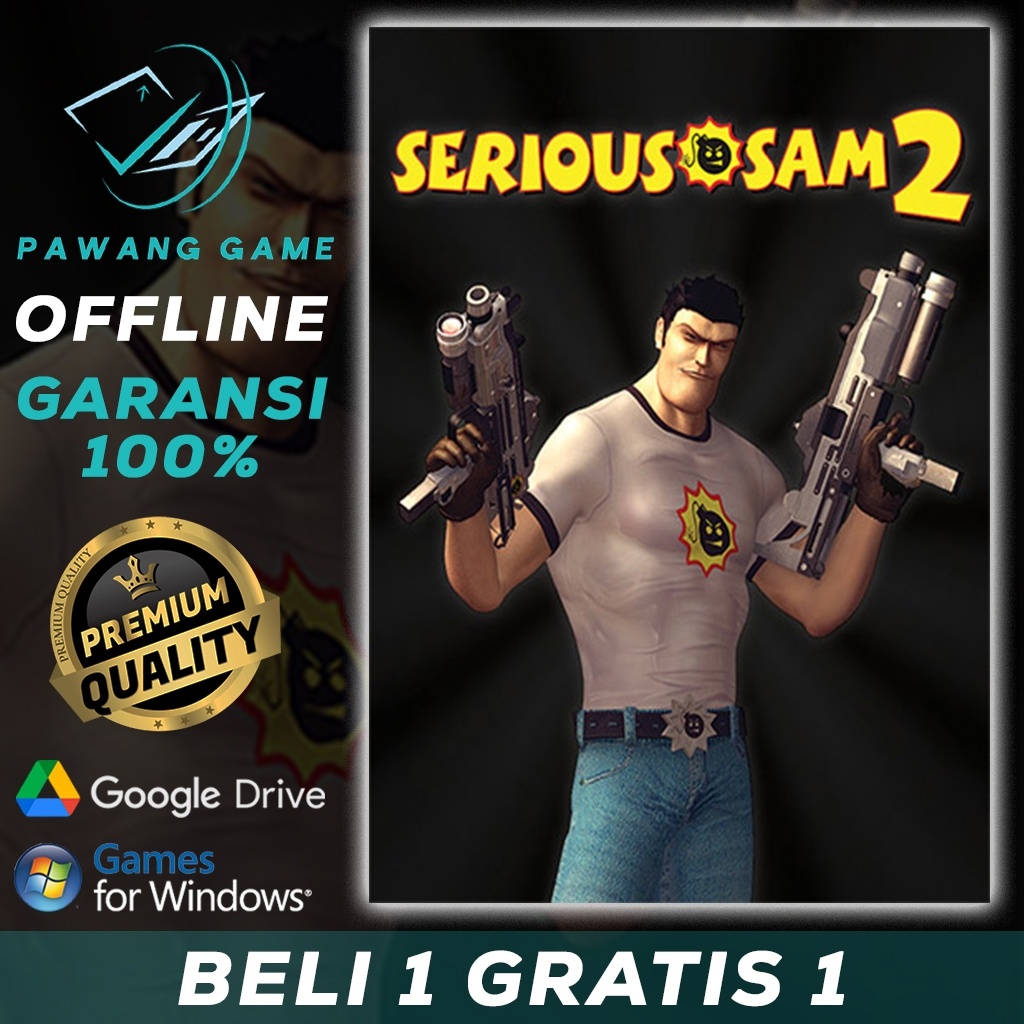 PAWANG GAME
OFFLINE
GARANSI
100%
PREMIUM QUALITY
PREMIUM
QUALITY
Google Drive
Games
for Windows®
SERIOUS SAM 2
BELI 1 GRATIS 1